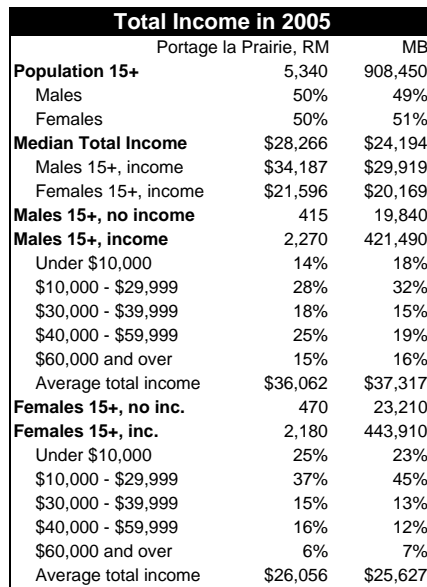 Total Income in 2005
Portage la Prairie, RM MB
Population 15+ 5,340 908,450
Males 50% 49%
Females 50% 51%
Median Total Income $28,266 $24,194
Males 15+, income $34,187 $29,919
Females 15+, income $21,596 $20,169
Males 15+, no income 415 19,840
Males 15+, income 2,270 421,490
Under $10,000 14% 18%
$10,000 - $29,999 28% 32%
$30,000 - $39,999 18% 15%
$40,000 - $59,999 25% 19%
$60,000 and over 15% 16%
Average total income $36,062 $37,317
Females 15+, no inc. 470 23,210
Females 15+, inc. 2,180 443,910
Under $10,000 25% 23%
$10,000 - $29,999 37% 45%
$30,000 - $39,999 15% 13%
$40,000 - $59,999 16% 12%
$60,000 and over 6% 7%
Average total income $26,056 $25,627